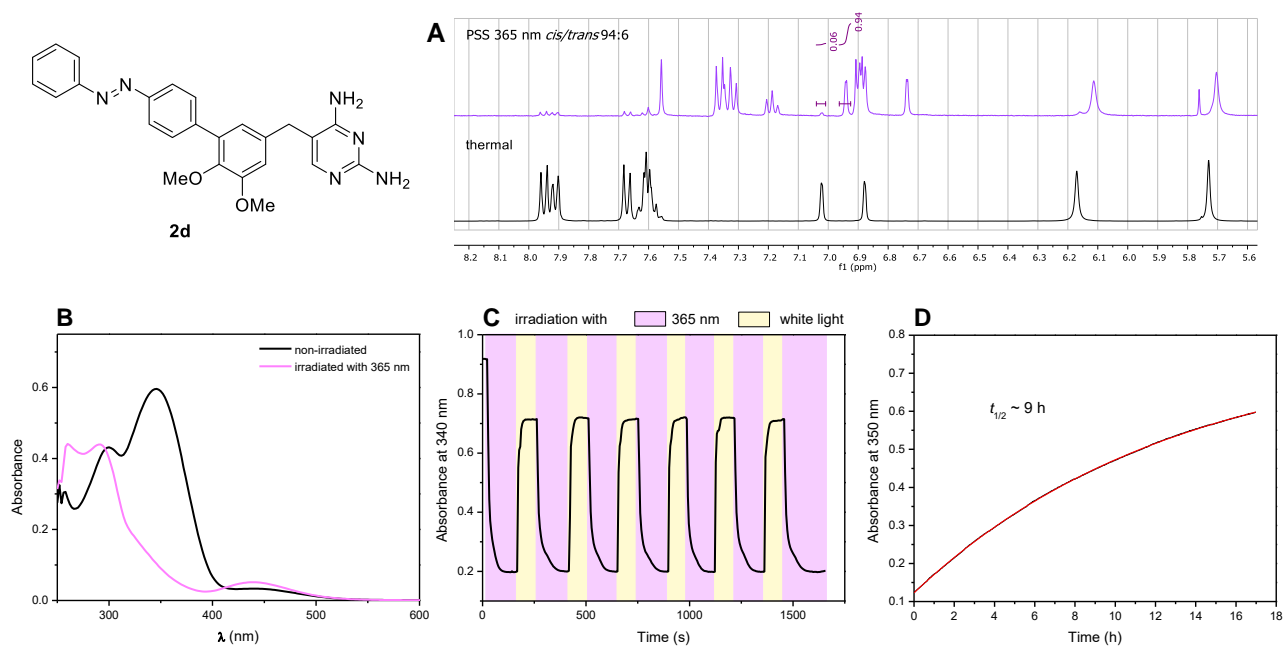 N
N
NH₂
N
N
NH₂
MeO
OMe
2d
A
PSS 365 nm cis/trans 94:6
0.06
0.94
thermal
8.2 8.1 8.0 7.9 7.8 7.7 7.6 7.5 7.4 7.3 7.2 7.1 7.0 6.9 6.8 6.7 6.6 6.5 6.4 6.3 6.2 6.1 6.0 5.9 5.8 5.7 5.6
f1 (ppm)
B
non-irradiated
irradiated with 365 nm
Absorbance
0.6
0.4
0.2
0.0
300 400 500 600
λ (nm)
C
irradiation with 365 nm white light
Absorbance at 340 nm
1.0
0.8
0.6
0.4
0.2
0 500 1000 1500
Time (s)
D
t1/2 ~ 9 h
Absorbance at 350 nm
0.8
0.7
0.6
0.5
0.4
0.3
0.2
0.1
0 2 4 6 8 10 12 14 16 18
Time (h)